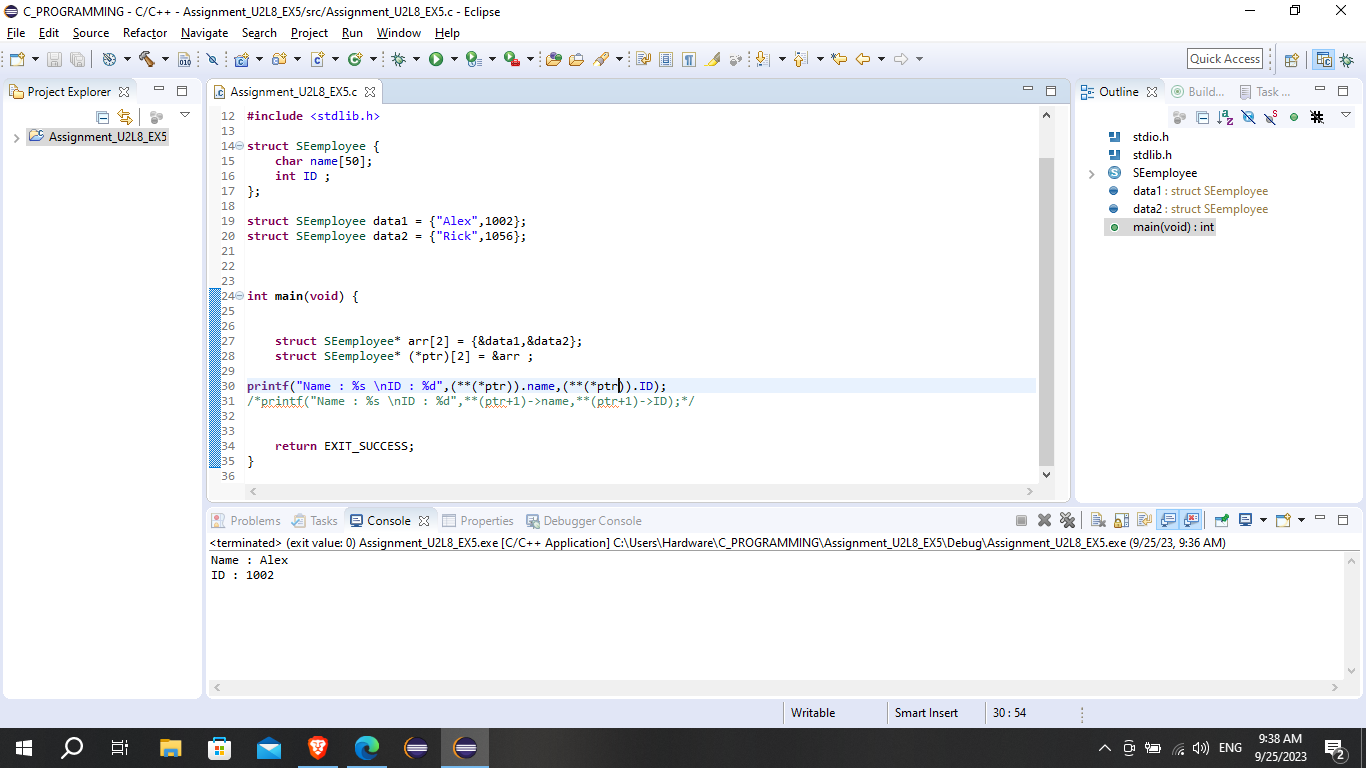 C_PROGRAMMING - C/C++ - Assignment_U2L8_EX5/src/Assignment_U2L8_EX5.c - Eclipse
File Edit Source Refactor Navigate Search Project Run Window Help
Quick Access
Project Explorer
Assignment_U2L8_EX5
Assignment_U2L8_EX5.c
12 #include <stdlib.h>
13
14 struct SEemployee {
15     char name[50];
16     int ID ;
17 };
18
19 struct SEemployee data1 = {"Alex",1002};
20 struct SEemployee data2 = {"Rick",1056};
21
22
23
24 int main(void) {
25
26
27     struct SEemployee* arr[2] = {&data1,&data2};
28     struct SEemployee* (*ptr)[2] = &arr ;
29
30 printf("Name : %s \nID : %d",(**(*ptr)).name,(**(*ptr)).ID);
31 /*printf("Name : %s \nID : %d",**(ptr+1)->name,**(ptr+1)->ID);*/
32
33
34     return EXIT_SUCCESS;
35 }
36
Outline Build... Task ...
stdio.h
stdlib.h
SEemployee
data1 : struct SEemployee
data2 : struct SEemployee
main(void) : int
Problems Tasks Console Properties Debugger Console
<terminated> (exit value: 0) Assignment_U2L8_EX5.exe [C/C++ Application] C:\Users\Hardware\C_PROGRAMMING\Assignment_U2L8_EX5\Debug\Assignment_U2L8_EX5.exe (9/25/23, 9:36 AM)
Name : Alex
ID : 1002
Writable Smart Insert 30 : 54
ENG
9:38 AM
9/25/2023
2